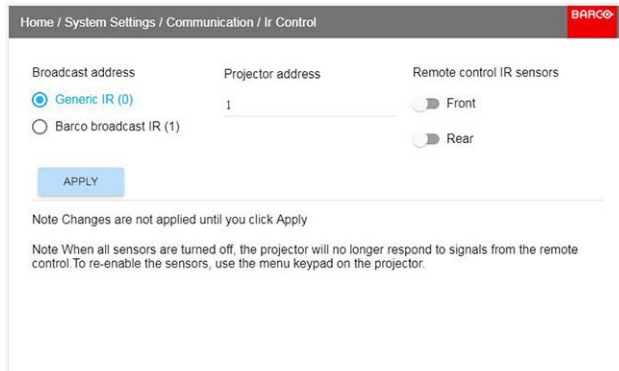 Home / System Settings / Communication / Ir Control
BARCO
Broadcast address
Generic IR (0)
Barco broadcast IR (1)
Projector address
1
Remote control IR sensors
Front
Rear
APPLY
Note Changes are not applied until you click Apply
Note When all sensors are turned off, the projector will no longer respond to signals from the remote
control.To re-enable the sensors, use the menu keypad on the projector.